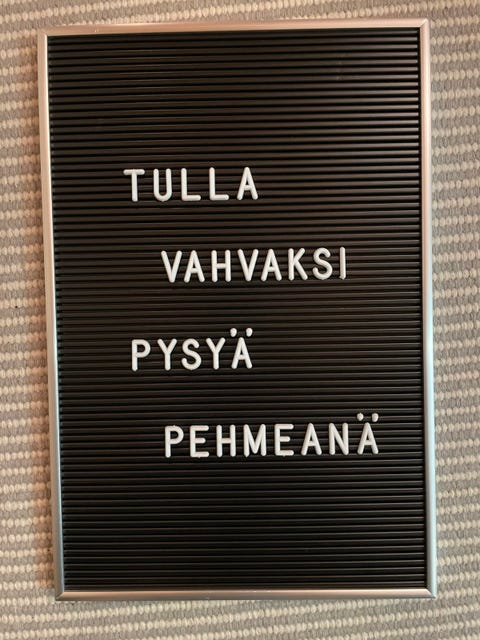 TULLA
VAHVAKSI
PYSYÄ
PEHMEANÄ